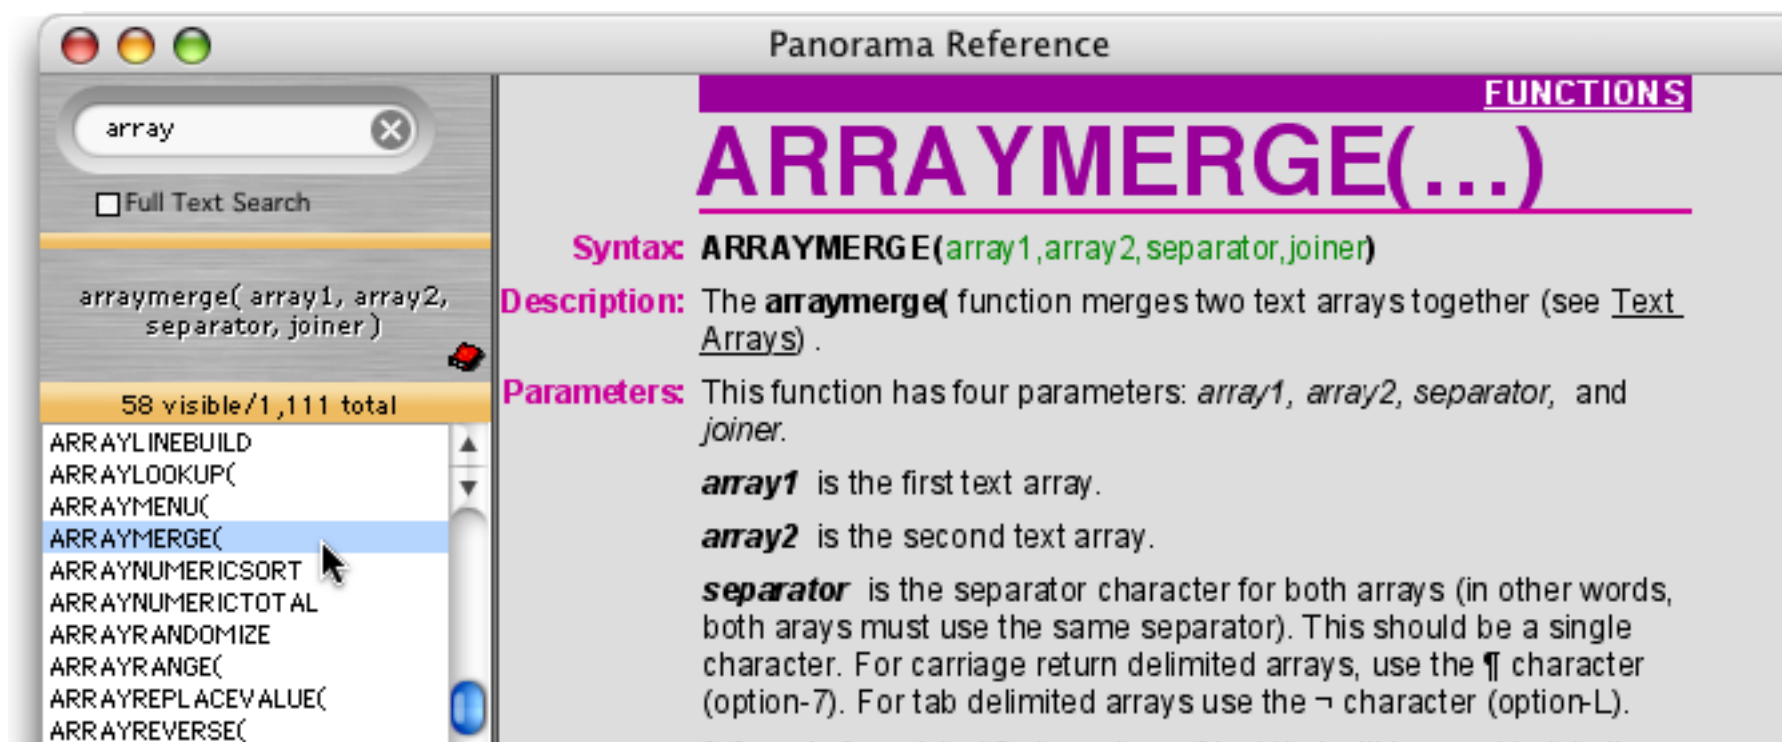 Panorama Reference
array
Full Text Search
arraymerge( array1, array2,
separator, joiner )
58 visible/1,111 total
ARRAYLINEBUILD
ARRAYLOOKUP(
ARRAYMENU(
ARRAYMERGE(
ARRAYNUMERICSORT
ARRAYNUMERICTOTAL
ARRAYRANDOMIZE
ARRAYRANGE(
ARRAYREPLACEVALUE(
ARRAYREVERSE(
FUNCTIONS
ARRAYMERGE(...)
Syntax: ARRAYMERGE(array1,array2,separator,joiner)
Description: The arraymerge( function merges two text arrays together (see Text
Arrays) .
Parameters: This function has four parameters: array1, array2, separator, and
joiner.
array1 is the first text array.
array2 is the second text array.
separator is the separator character for both arrays (in other words,
both arays must use the same separator). This should be a single
character. For carriage return delimited arrays, use the ¶ character
(option-7). For tab delimited arrays use the ¬ character (option-L).